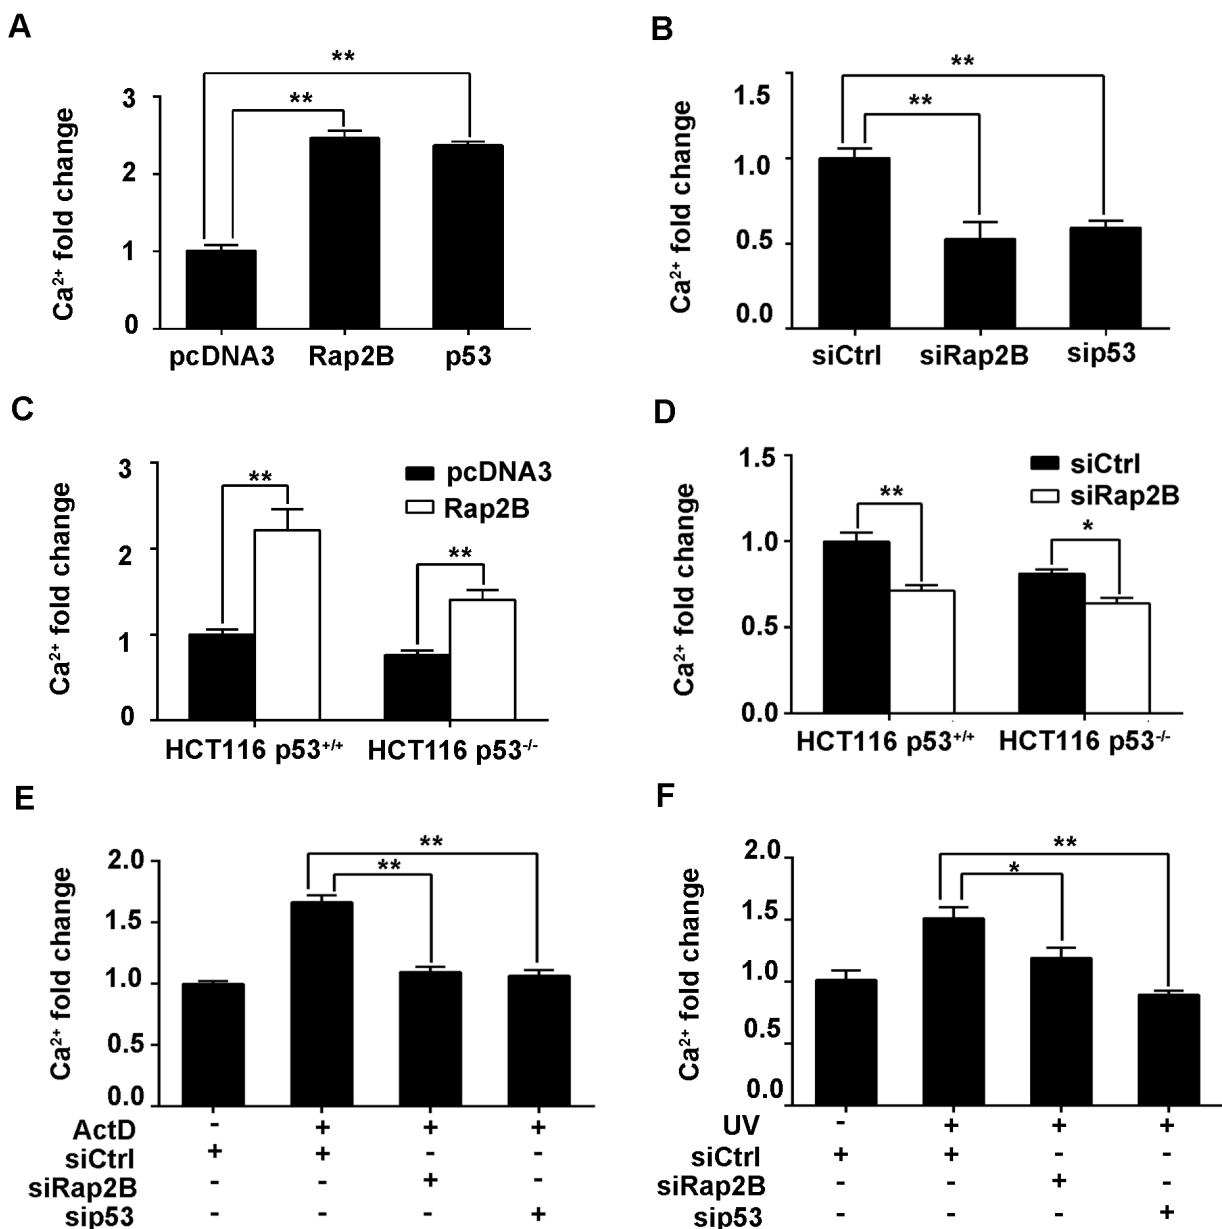 A
**
**
3
2
1
0
Ca²⁺ fold change
pcDNA3 Rap2B p53
B
**
**
1.5
1.0
0.5
0.0
Ca²⁺ fold change
siCtrl siRap2B sip53
C
3
2
1
0
Ca²⁺ fold change
**
**
pcDNA3
Rap2B
HCT116 p53⁺/⁺ HCT116 p53⁻/⁻
D
1.5
1.0
0.5
0.0
Ca²⁺ fold change
**
*
siCtrl
siRap2B
HCT116 p53⁺/⁺ HCT116 p53⁻/⁻
E
**
**
2.0
1.5
1.0
0.5
0.0
Ca²⁺ fold change
ActD - + + +
siCtrl + + - -
siRap2B - - + -
sip53 - - - +
F
**
*
2.0
1.5
1.0
0.5
0.0
Ca²⁺ fold change
UV - + + +
siCtrl + + - -
siRap2B - - + -
sip53 - - - +